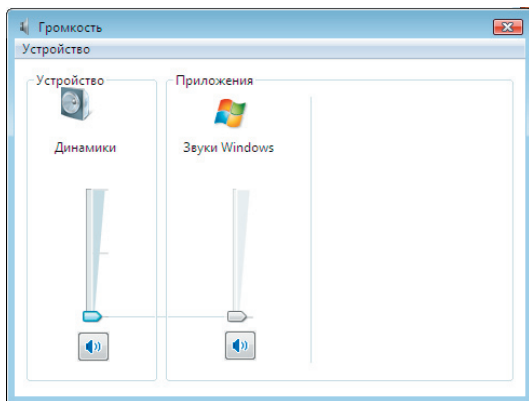 Громкость
Устройство
Устройство
Приложения
Динамики
Звуки Windows